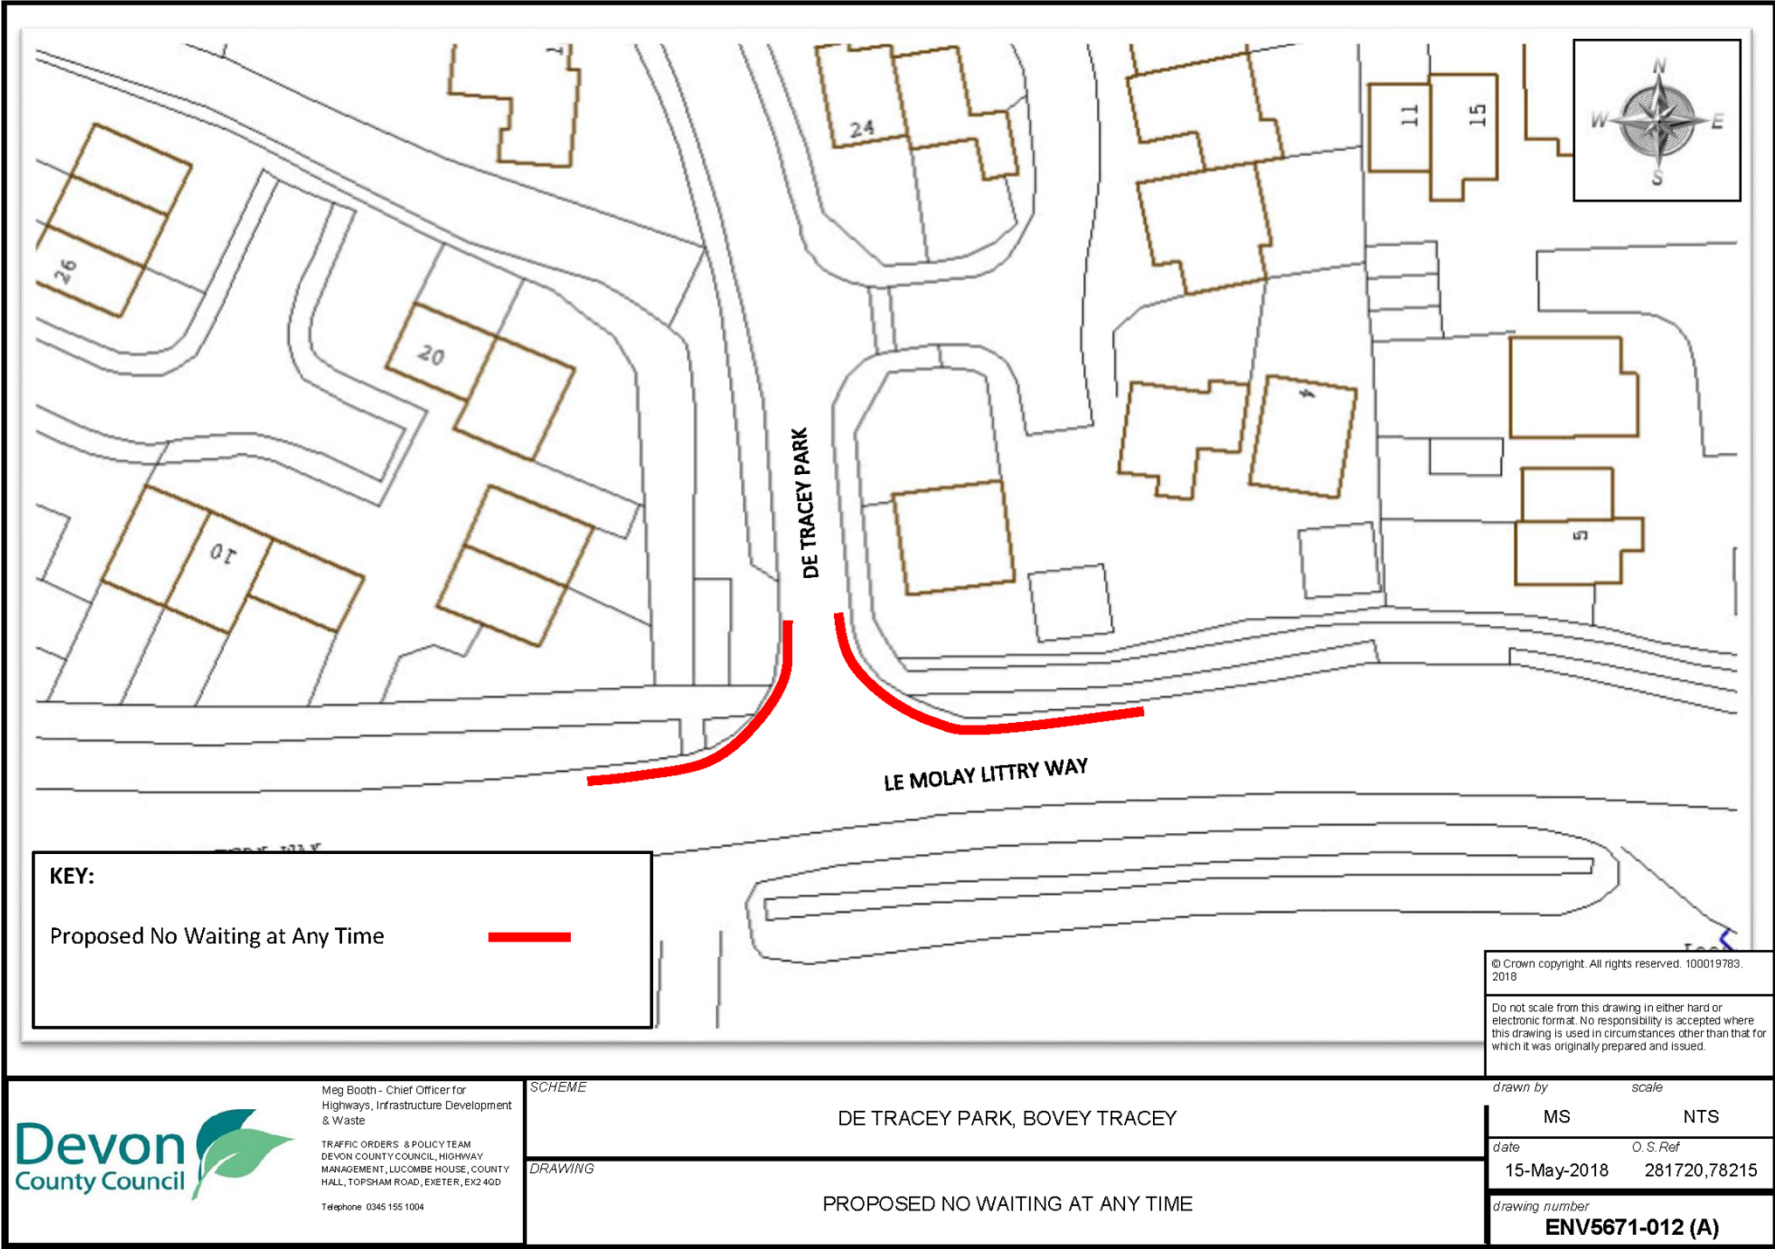 N
W E
S
24
11
15
26
20
4
10
5
DE TRACEY PARK
LE MOLAY LITTRY WAY
KEY:
Proposed No Waiting at Any Time
© Crown copyright. All rights reserved. 100019783.
2018
Do not scale from this drawing in either hard or
electronic format. No responsibility is accepted where
this drawing is used in circumstances other than that for
which it was originally prepared and issued.
Devon
County Council
Meg Booth - Chief Officer for
Highways, Infrastructure Development
& Waste
TRAFFIC ORDERS & POLICY TEAM
DEVON COUNTY COUNCIL, HIGHWAY
MANAGEMENT, LUCOMBE HOUSE, COUNTY
HALL, TOPSHAM ROAD, EXETER, EX2 4QD
Telephone 0345 155 1004
SCHEME
DE TRACEY PARK, BOVEY TRACEY
DRAWING
PROPOSED NO WAITING AT ANY TIME
drawn by scale
MS NTS
date O.S.Ref
15-May-2018 281720,78215
drawing number
ENV5671-012 (A)